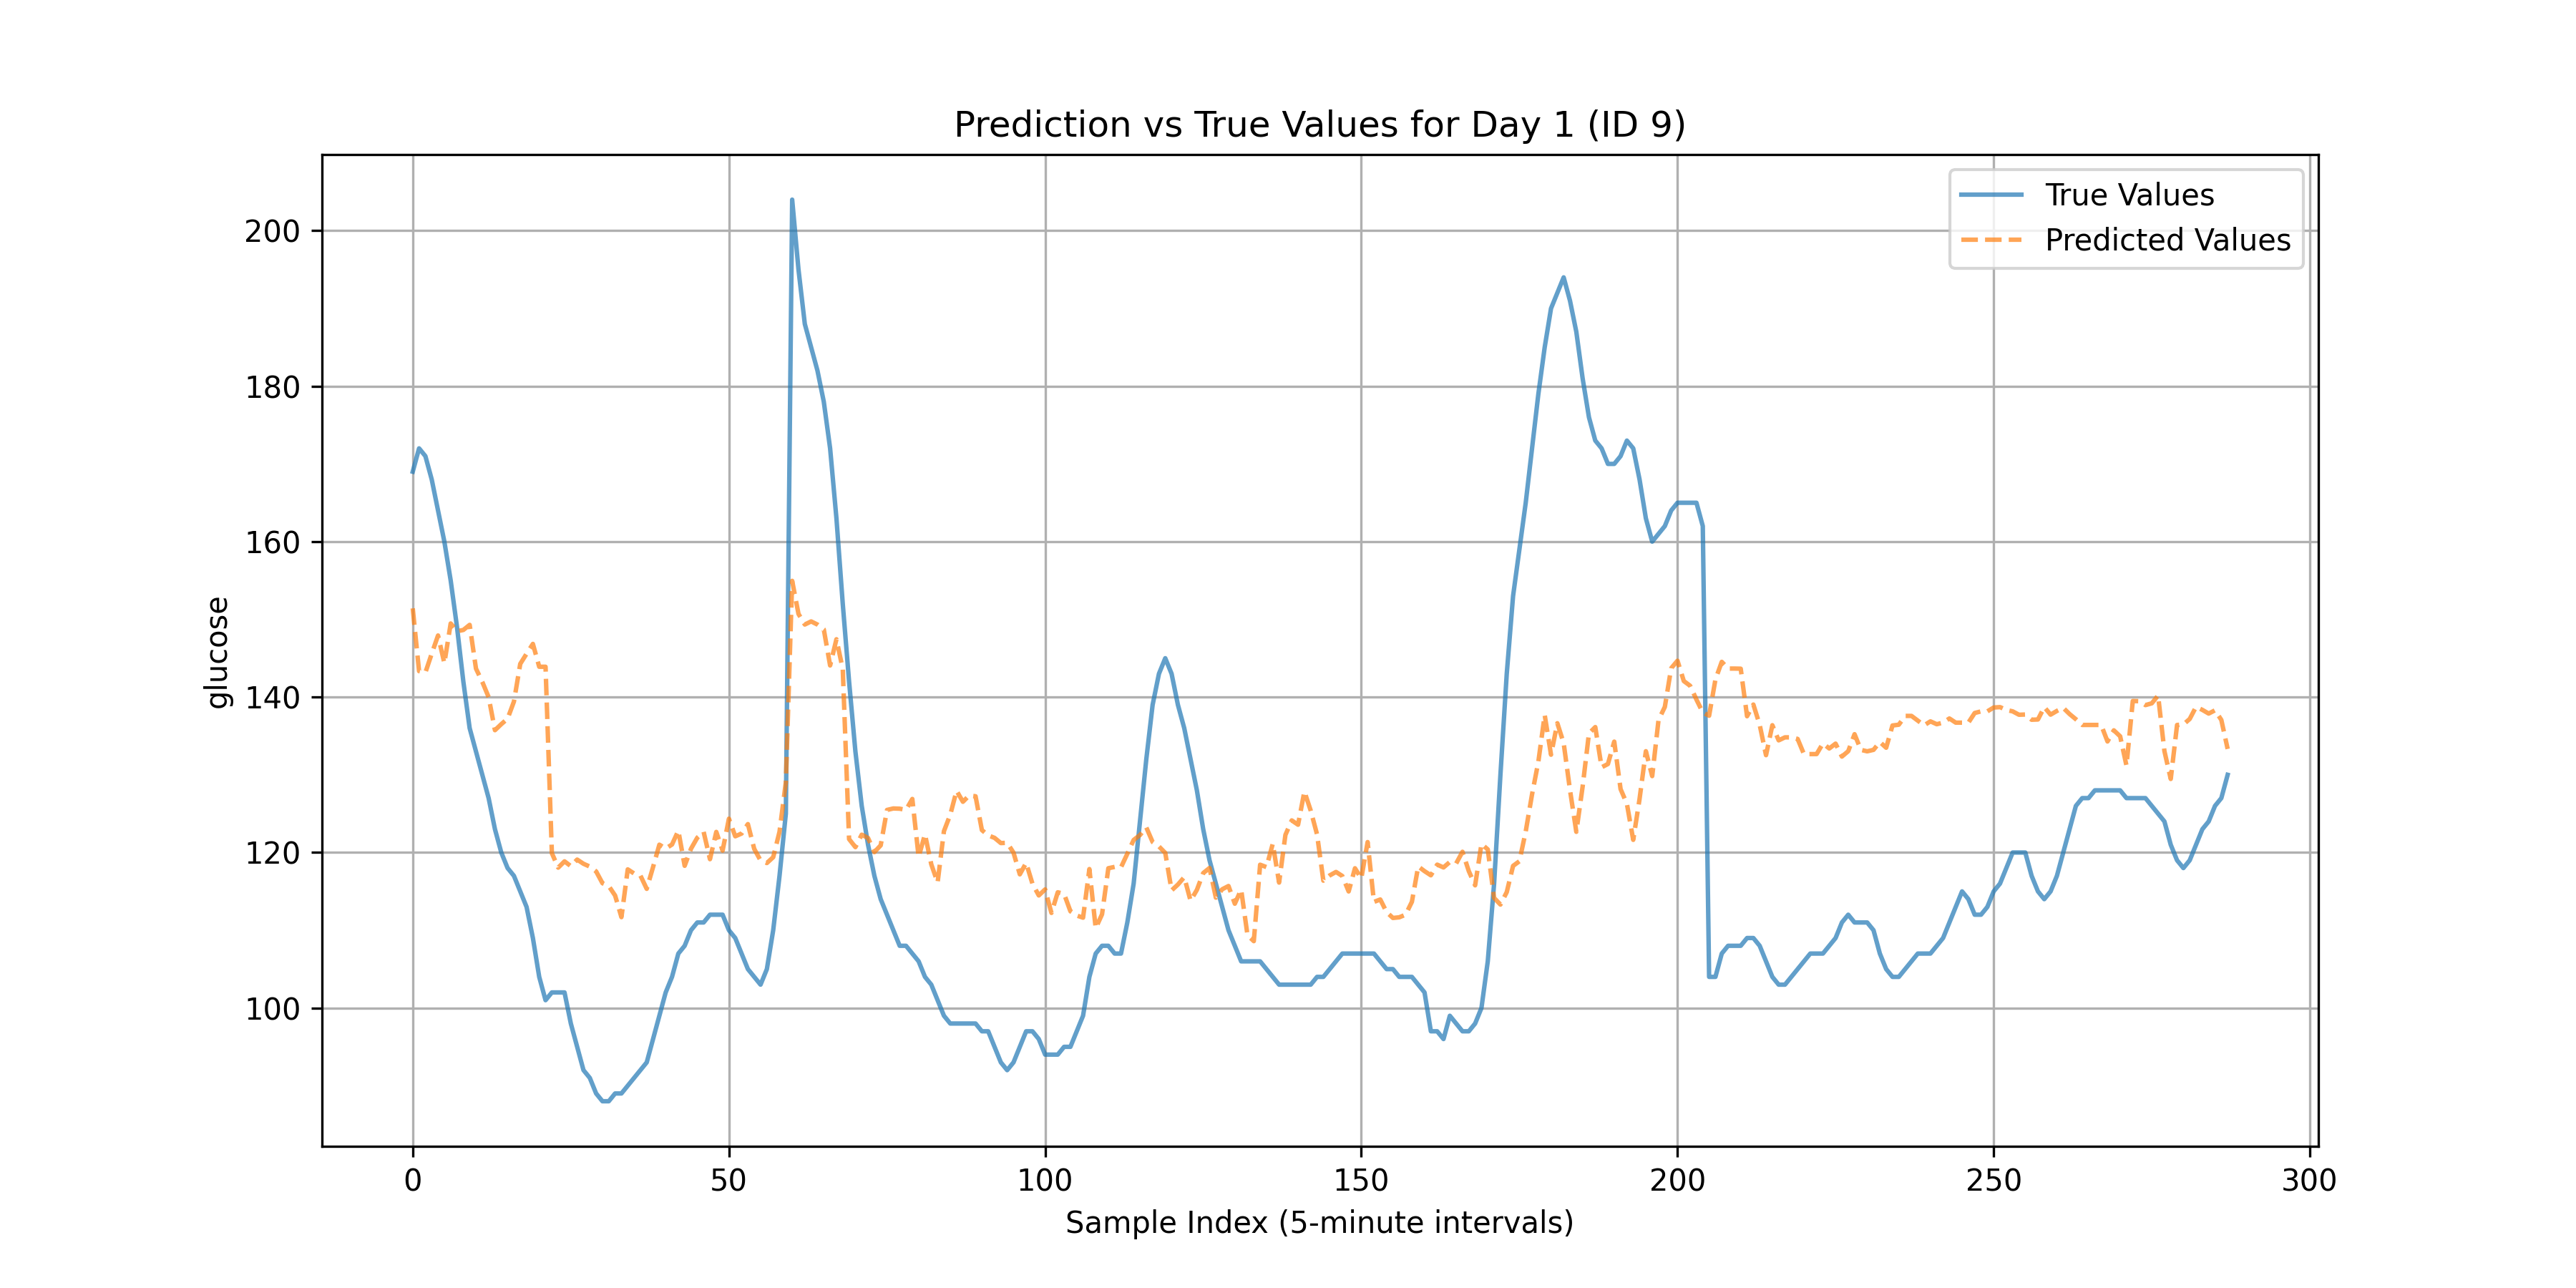 Prediction vs True Values for Day 1 (ID 9)
True Values
Predicted Values
glucose
200
180
160
140
120
100
0 50 100 150 200 250 300
Sample Index (5-minute intervals)